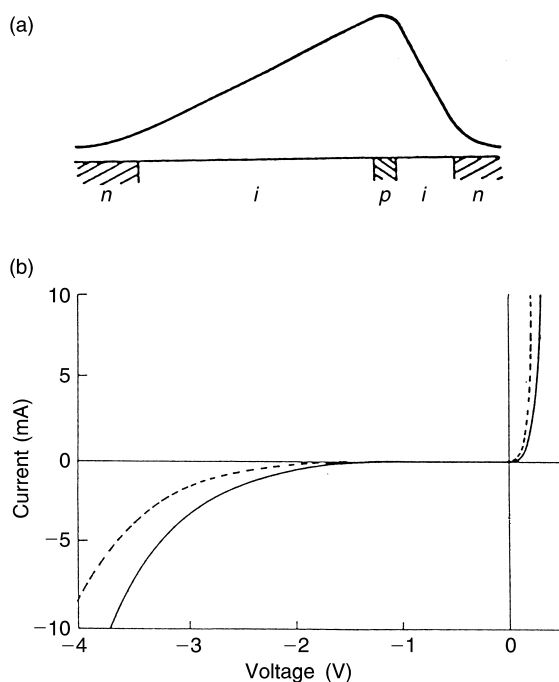 (a)
n i p i n
(b)
10
5
0
−5
−10
Current (mA)
−4 −3 −2 −1 0
Voltage (V)